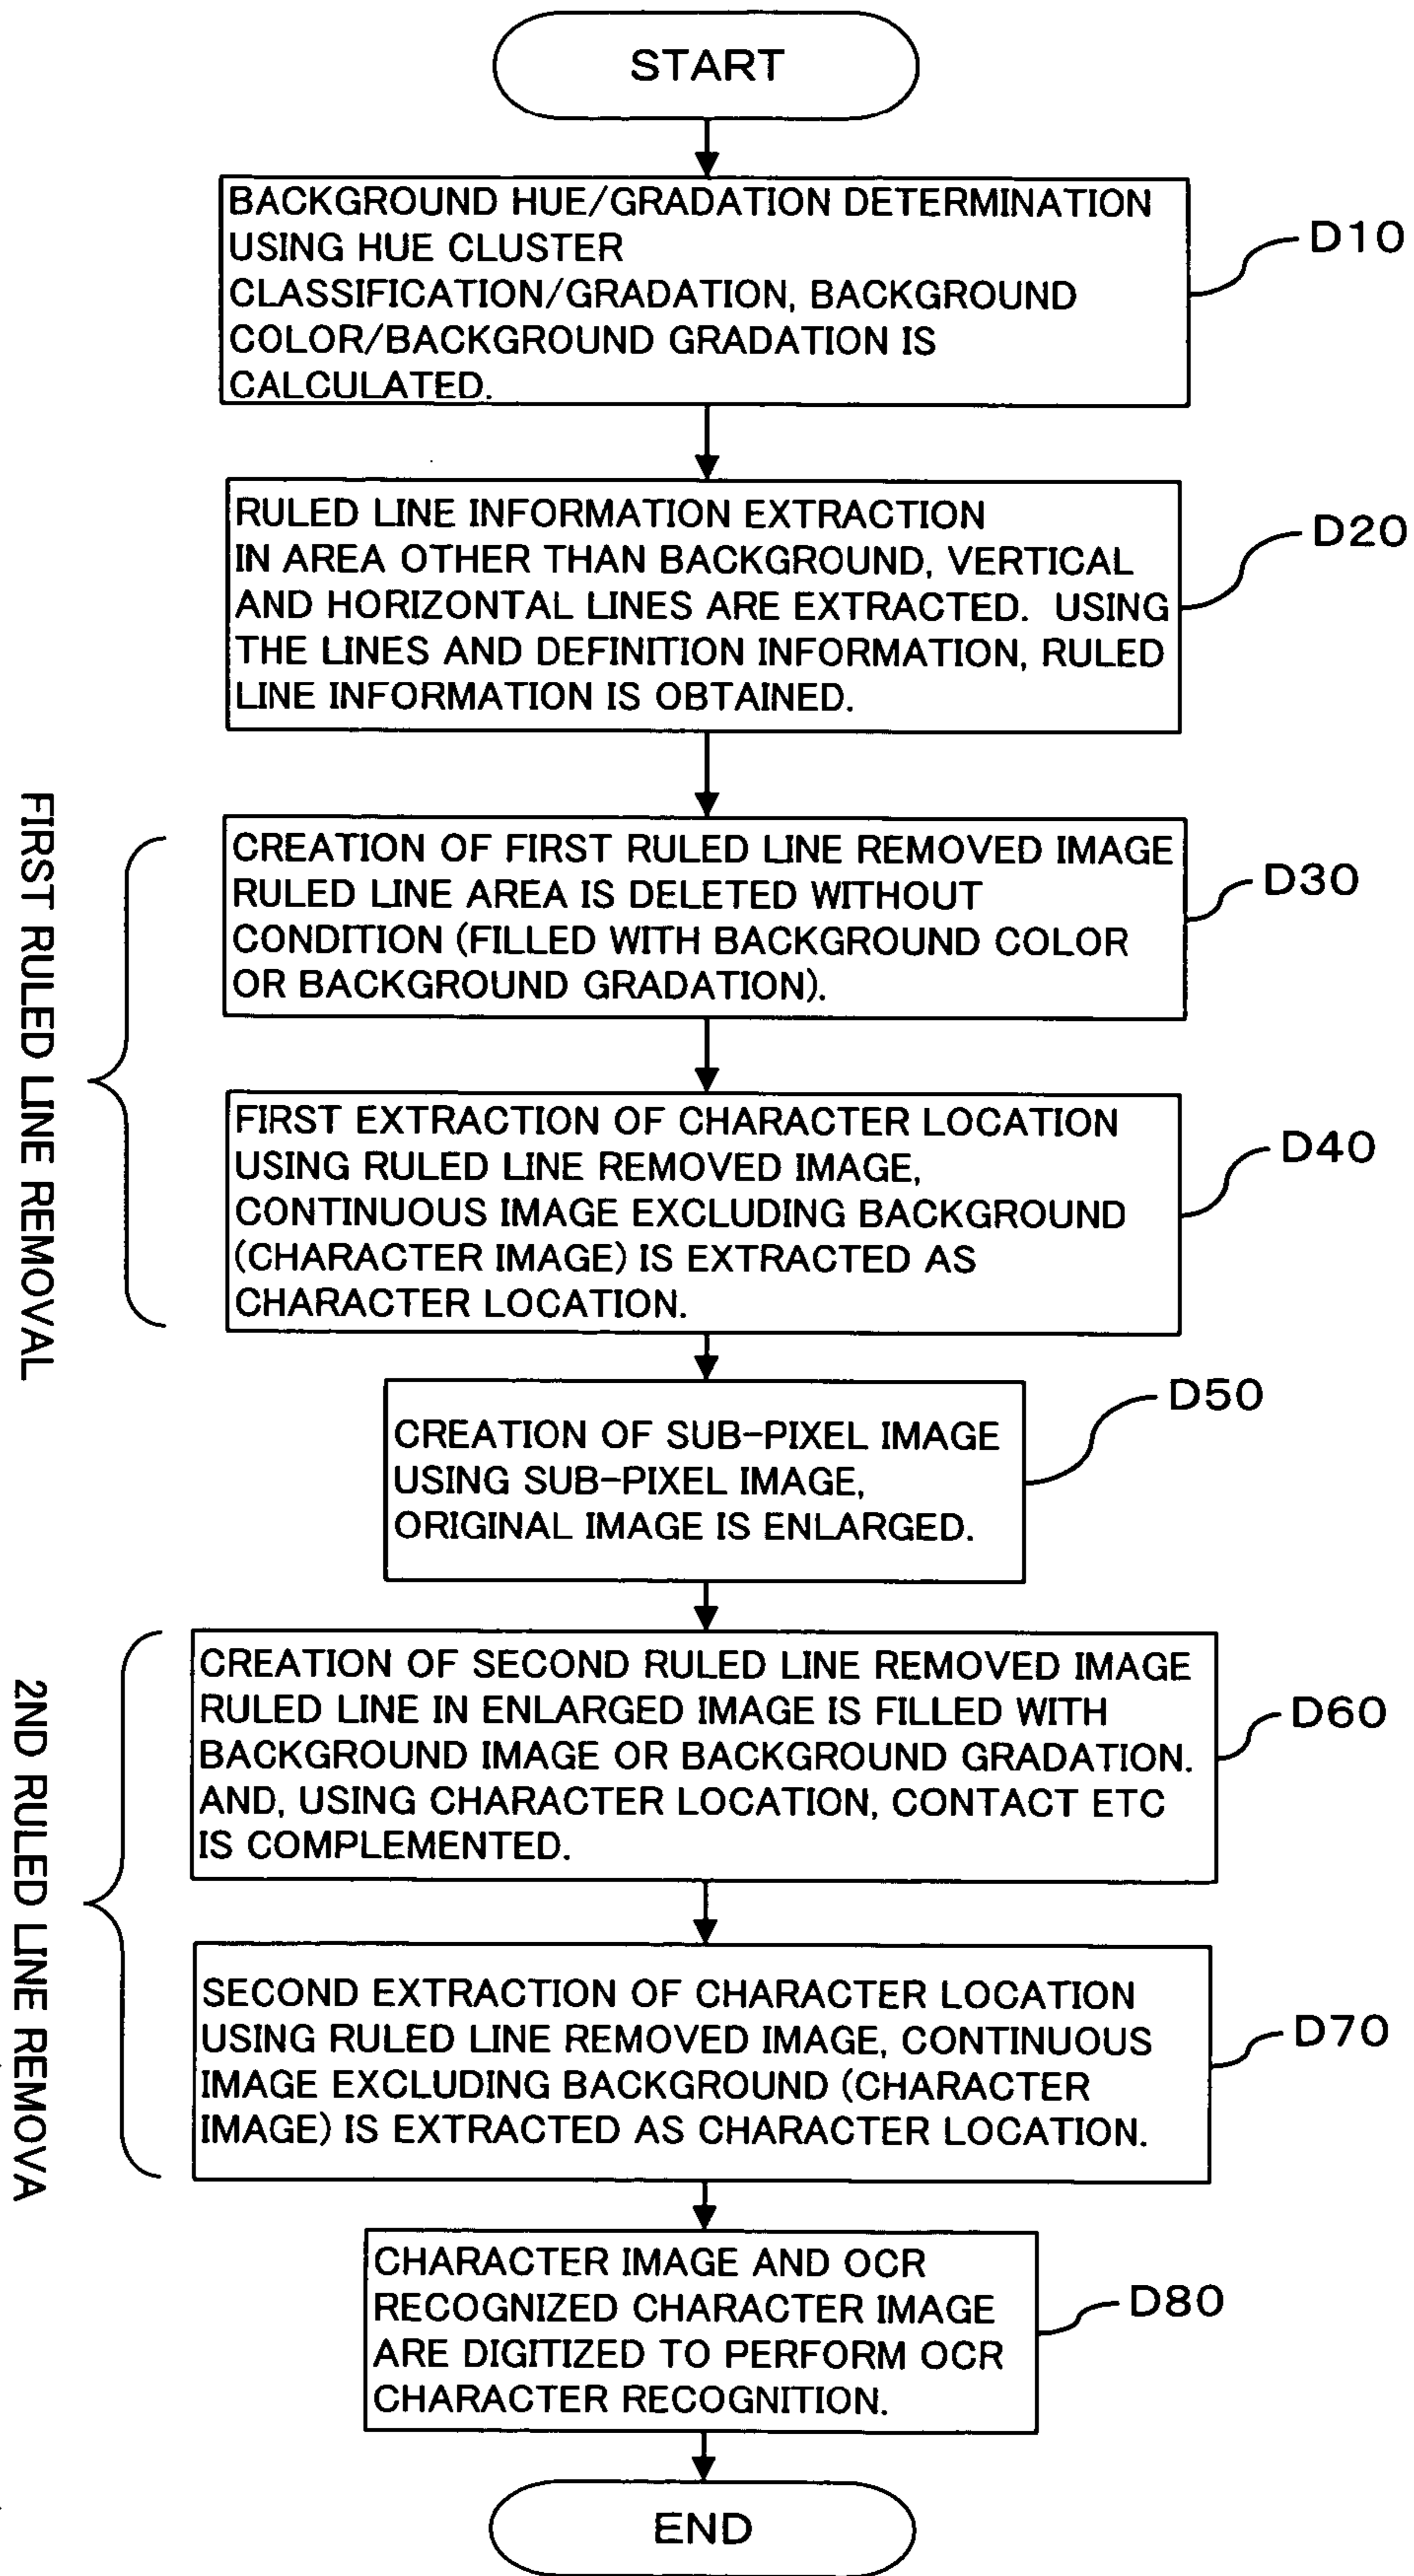 START
BACKGROUND HUE/GRADATION DETERMINATION
USING HUE CLUSTER
CLASSIFICATION/GRADATION, BACKGROUND
COLOR/BACKGROUND GRADATION IS
CALCULATED.
D10
RULED LINE INFORMATION EXTRACTION
IN AREA OTHER THAN BACKGROUND, VERTICAL
AND HORIZONTAL LINES ARE EXTRACTED. USING
THE LINES AND DEFINITION INFORMATION, RULED
LINE INFORMATION IS OBTAINED.
D20
FIRST RULED LINE REMOVAL
CREATION OF FIRST RULED LINE REMOVED IMAGE
RULED LINE AREA IS DELETED WITHOUT
CONDITION (FILLED WITH BACKGROUND COLOR
OR BACKGROUND GRADATION).
D30
FIRST EXTRACTION OF CHARACTER LOCATION
USING RULED LINE REMOVED IMAGE,
CONTINUOUS IMAGE EXCLUDING BACKGROUND
(CHARACTER IMAGE) IS EXTRACTED AS
CHARACTER LOCATION.
D40
CREATION OF SUB-PIXEL IMAGE
USING SUB-PIXEL IMAGE,
ORIGINAL IMAGE IS ENLARGED.
D50
2ND RULED LINE REMOVA
CREATION OF SECOND RULED LINE REMOVED IMAGE
RULED LINE IN ENLARGED IMAGE IS FILLED WITH
BACKGROUND IMAGE OR BACKGROUND GRADATION.
AND, USING CHARACTER LOCATION, CONTACT ETC
IS COMPLEMENTED.
D60
SECOND EXTRACTION OF CHARACTER LOCATION
USING RULED LINE REMOVED IMAGE, CONTINUOUS
IMAGE EXCLUDING BACKGROUND (CHARACTER
IMAGE) IS EXTRACTED AS CHARACTER LOCATION.
D70
CHARACTER IMAGE AND OCR
RECOGNIZED CHARACTER IMAGE
ARE DIGITIZED TO PERFORM OCR
CHARACTER RECOGNITION.
D80
END